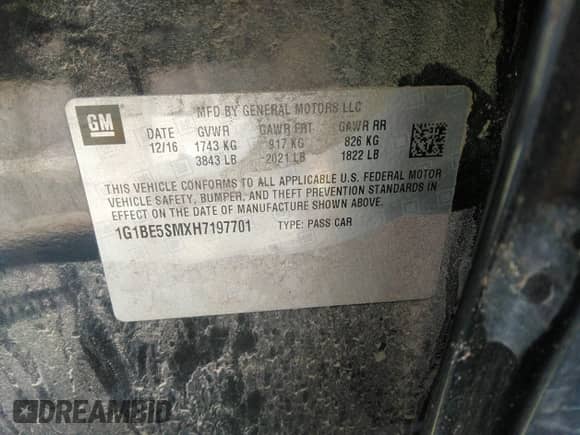 GM
MFD BY GENERAL MOTORS LLC
DATE GVWR GAWR FRT GAWR RR
12/16 1743 KG 917 KG 826 KG
3843 LB 2021 LB 1822 LB
THIS VEHICLE CONFORMS TO ALL APPLICABLE U.S. FEDERAL MOTOR
VEHICLE SAFETY, BUMPER, AND THEFT PREVENTION STANDARDS IN
EFFECT ON THE DATE OF MANUFACTURE SHOWN ABOVE.
1G1BE5SMXH7197701 TYPE: PASS CAR
DREAMBID